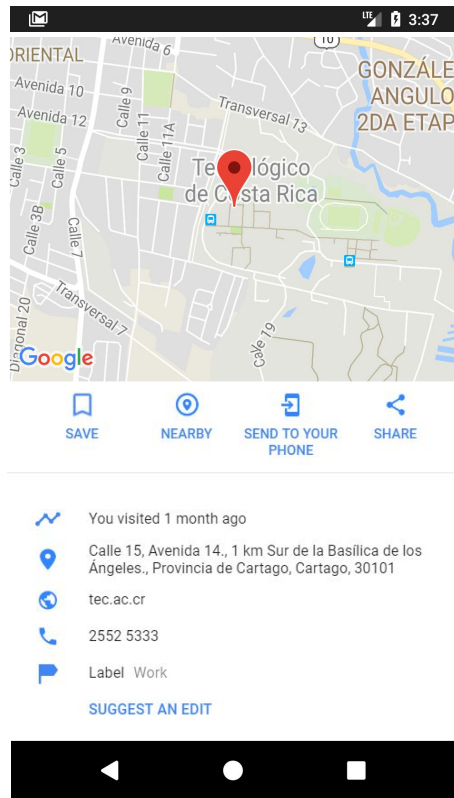 LTE 3:37
Avenida 6
10
ORIENTAL
GONZÁLE
ANGULO
2DA ETAP
Avenida 10
Calle 9
Transversal 13
Avenida 12
Calle 11
Calle 11A
Calle 3
Calle 5
Te lógico
de C sta Rica
Calle 3B
Calle 7
Transversal 7
Diagonal 20
Calle 19
Google
SAVE
NEARBY
SEND TO YOUR
PHONE
SHARE
You visited 1 month ago
Calle 15, Avenida 14., 1 km Sur de la Basílica de los
Ángeles., Provincia de Cartago, Cartago, 30101
tec.ac.cr
2552 5333
Label Work
SUGGEST AN EDIT